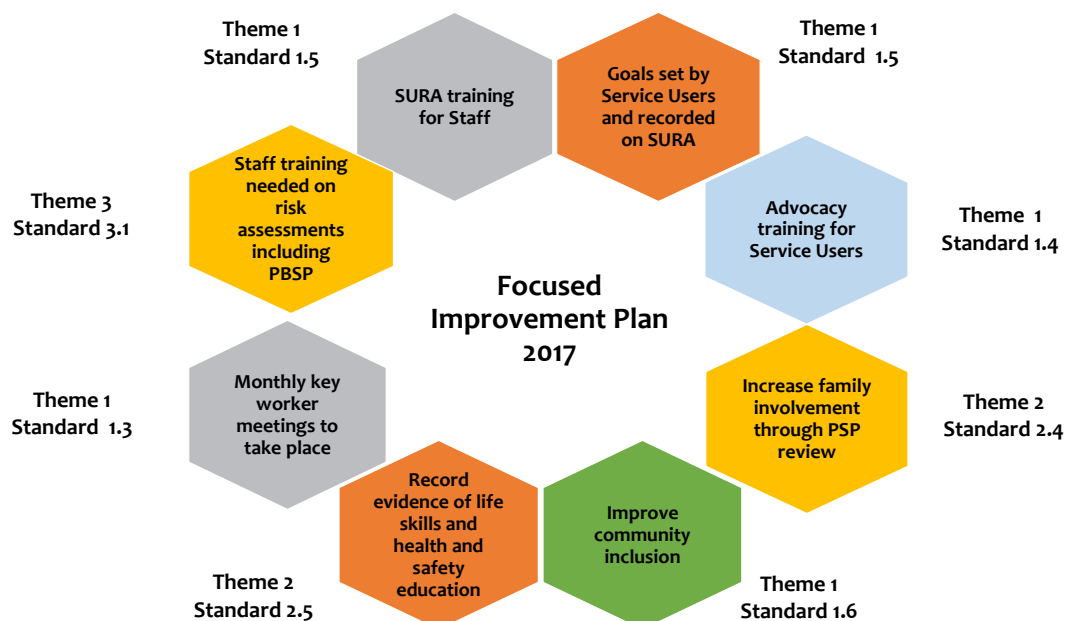 Theme 1
Standard 1.5
SURA training
for Staff
Goals set by
Service Users
and recorded
on SURA
Theme 1
Standard 1.5
Staff training
needed on
risk
assessments
including
PBSP
Theme 3
Standard 3.1
Advocacy
training for
Service Users
Theme 1
Standard 1.4
Focused
Improvement Plan
2017
Monthly key
worker
meetings to
take place
Theme 1
Standard 1.3
Increase family
involvement
through PSP
review
Theme 2
Standard 2.4
Record
evidence of life
skills and
health and
safety
education
Theme 2
Standard 2.5
Improve
community
inclusion
Theme 1
Standard 1.6